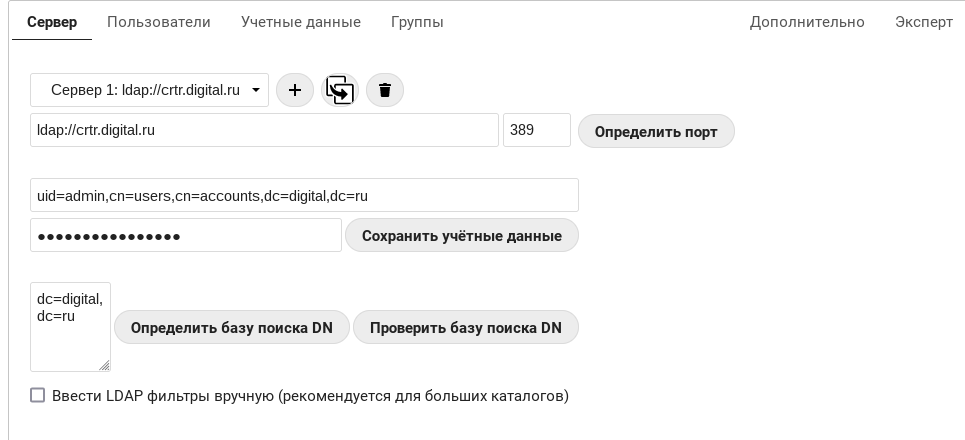 Сервер Пользователи Учетные данные Группы Дополнительно Эксперт
Сервер 1: ldap://crtr.digital.ru
ldap://crtr.digital.ru 389 Определить порт
uid=admin,cn=users,cn=accounts,dc=digital,dc=ru
●●●●●●●●●●●●●●●● Сохранить учётные данные
dc=digital,
dc=ru
Определить базу поиска DN Проверить базу поиска DN
Ввести LDAP фильтры вручную (рекомендуется для больших каталогов)